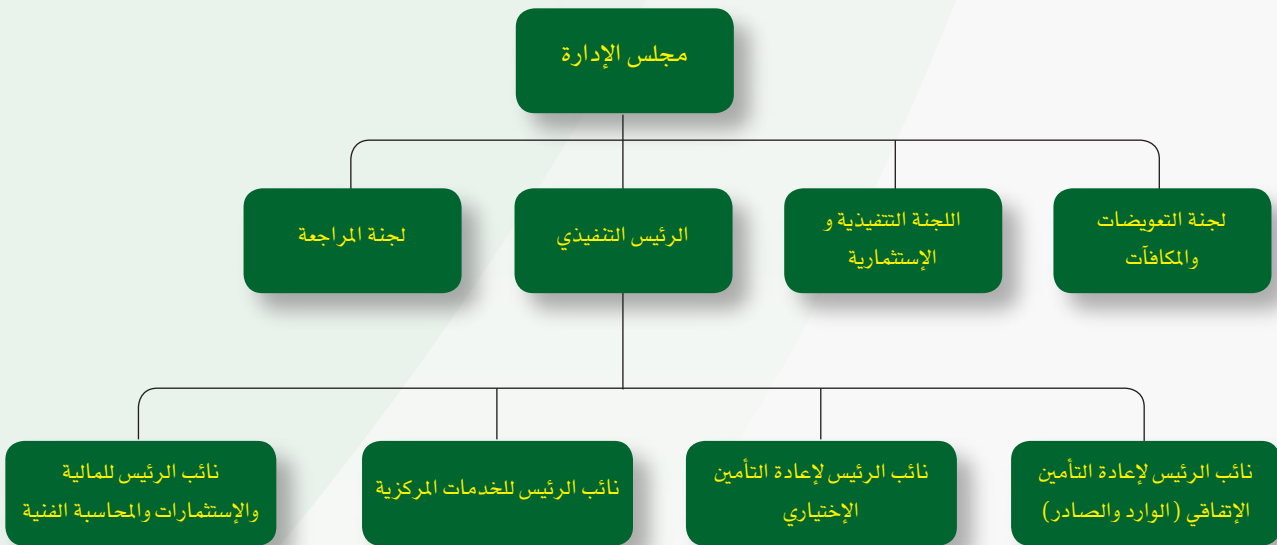 مجلس الإدارة
لجنة التعويضات
والمكافآت
اللجنة التتفيذية و
الإستثمارية
الرئيس التنفيذي
لجنة المراجعة
نائب الرئيس لإعادة التأمين
الإتفاقي (الوارد والصادر)
نائب الرئيس لإعادة التأمين
الإختياري
نائب الرئيس للخدمات المركزية
نائب الرئيس للمالية
والإستثمارات والمحاسبة الفنية